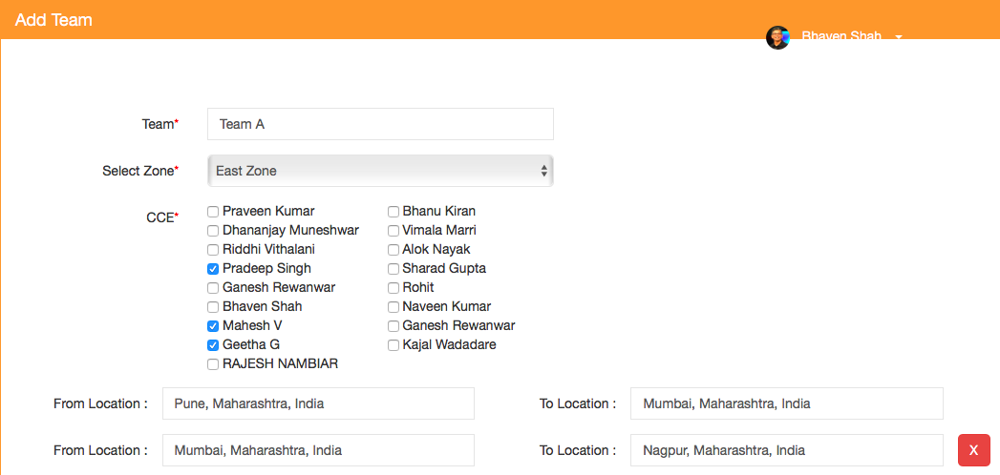 Add Team
Bhaven Shah
Team*
Team A
Select Zone*
East Zone
CCE*
Praveen Kumar Bhanu Kiran
Dhananjay Muneshwar Vimala Marri
Riddhi Vithalani Alok Nayak
Pradeep Singh Sharad Gupta
Ganesh Rewanwar Rohit
Bhaven Shah Naveen Kumar
Mahesh V Ganesh Rewanwar
Geetha G Kajal Wadadare
RAJESH NAMBIAR
From Location : Pune, Maharashtra, India To Location : Mumbai, Maharashtra, India
From Location : Mumbai, Maharashtra, India To Location : Nagpur, Maharashtra, India X